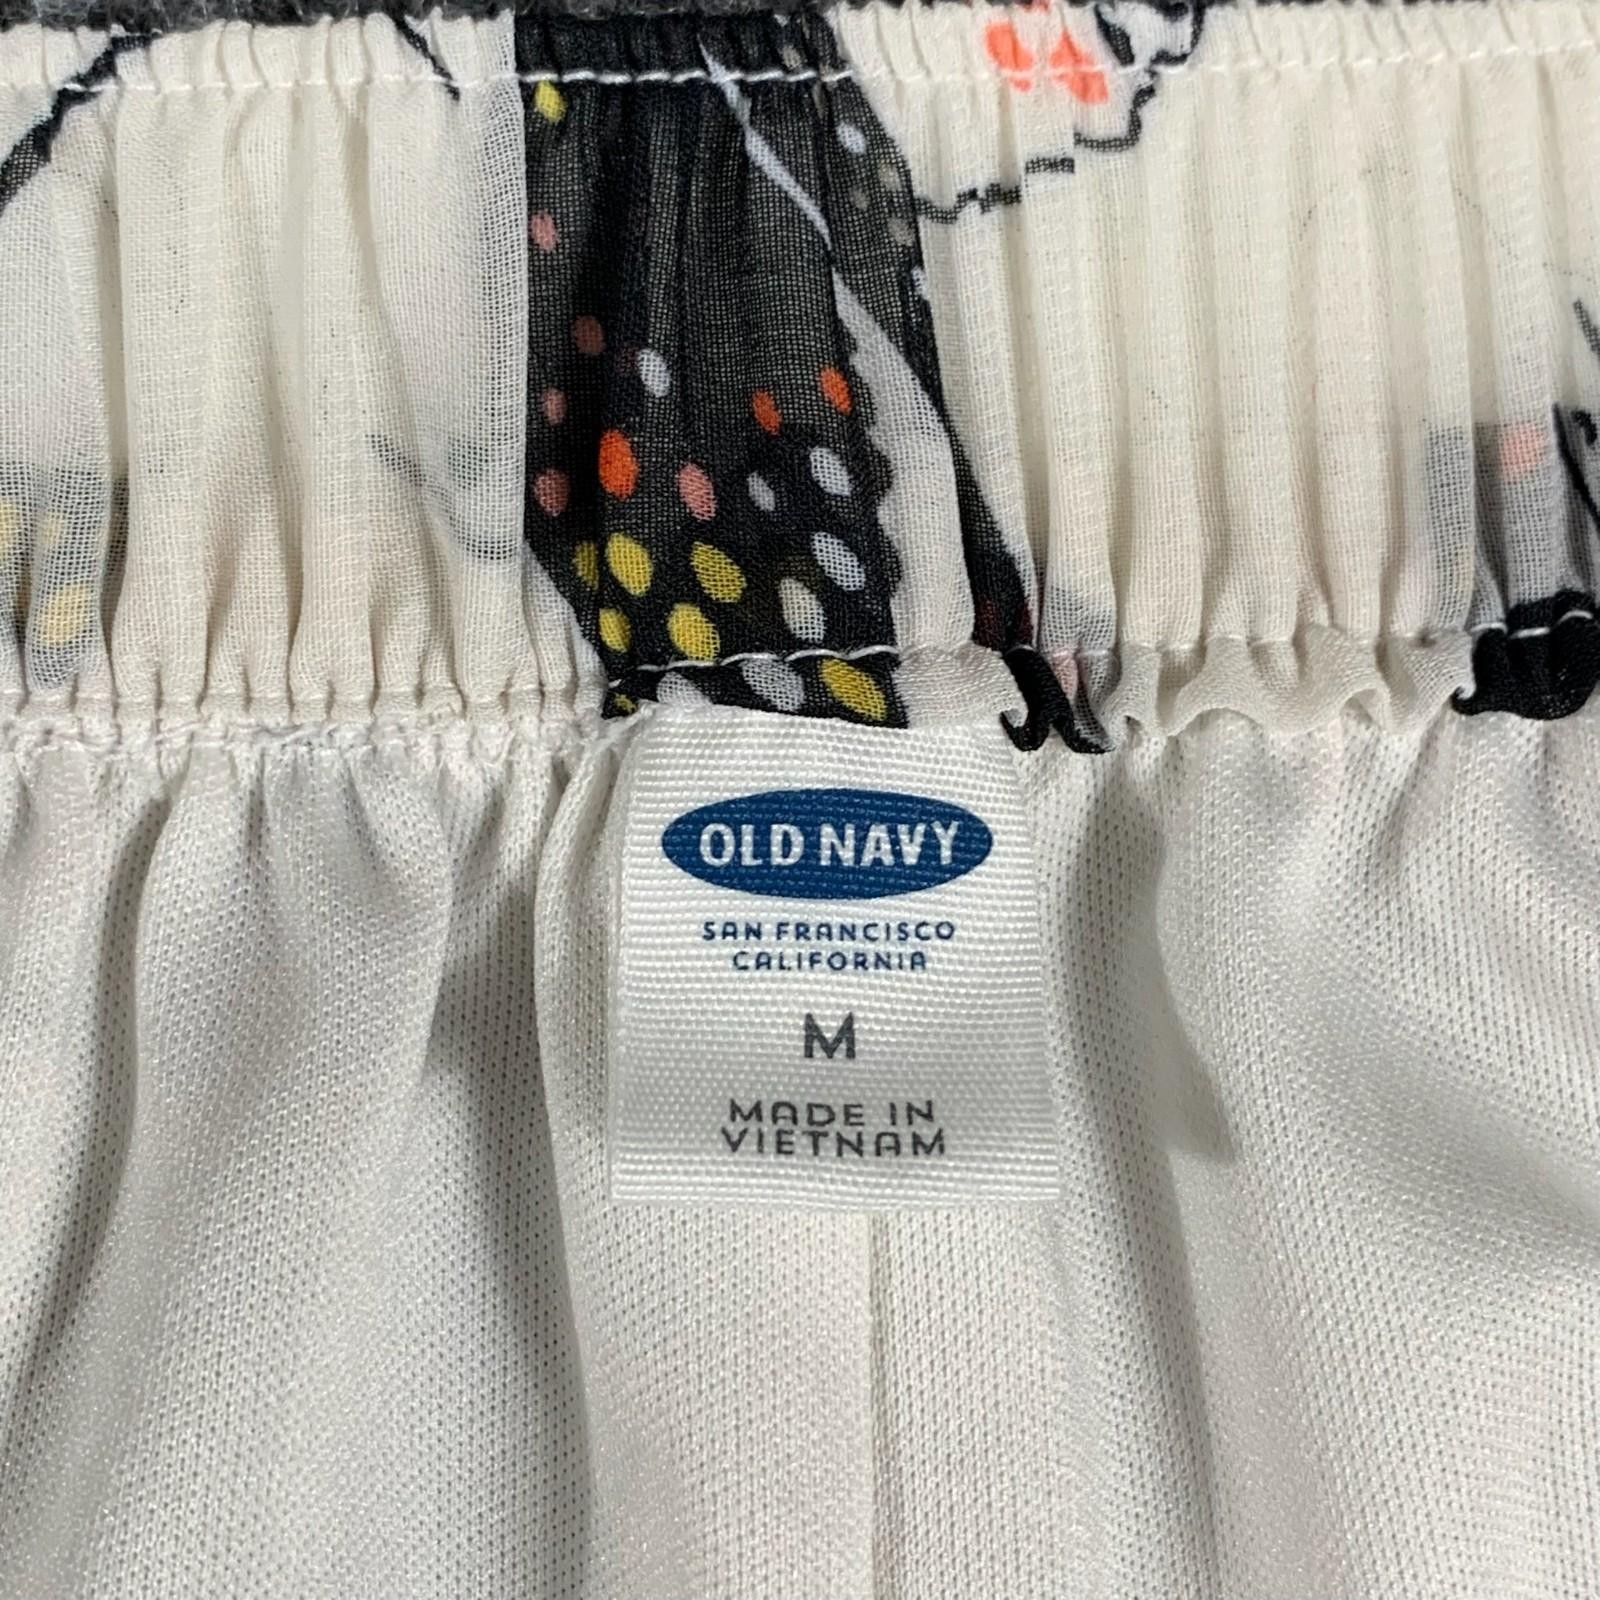 OLD NAVY
SAN FRANCISCO
CALIFORNIA
M
MADE IN
VIETNAM